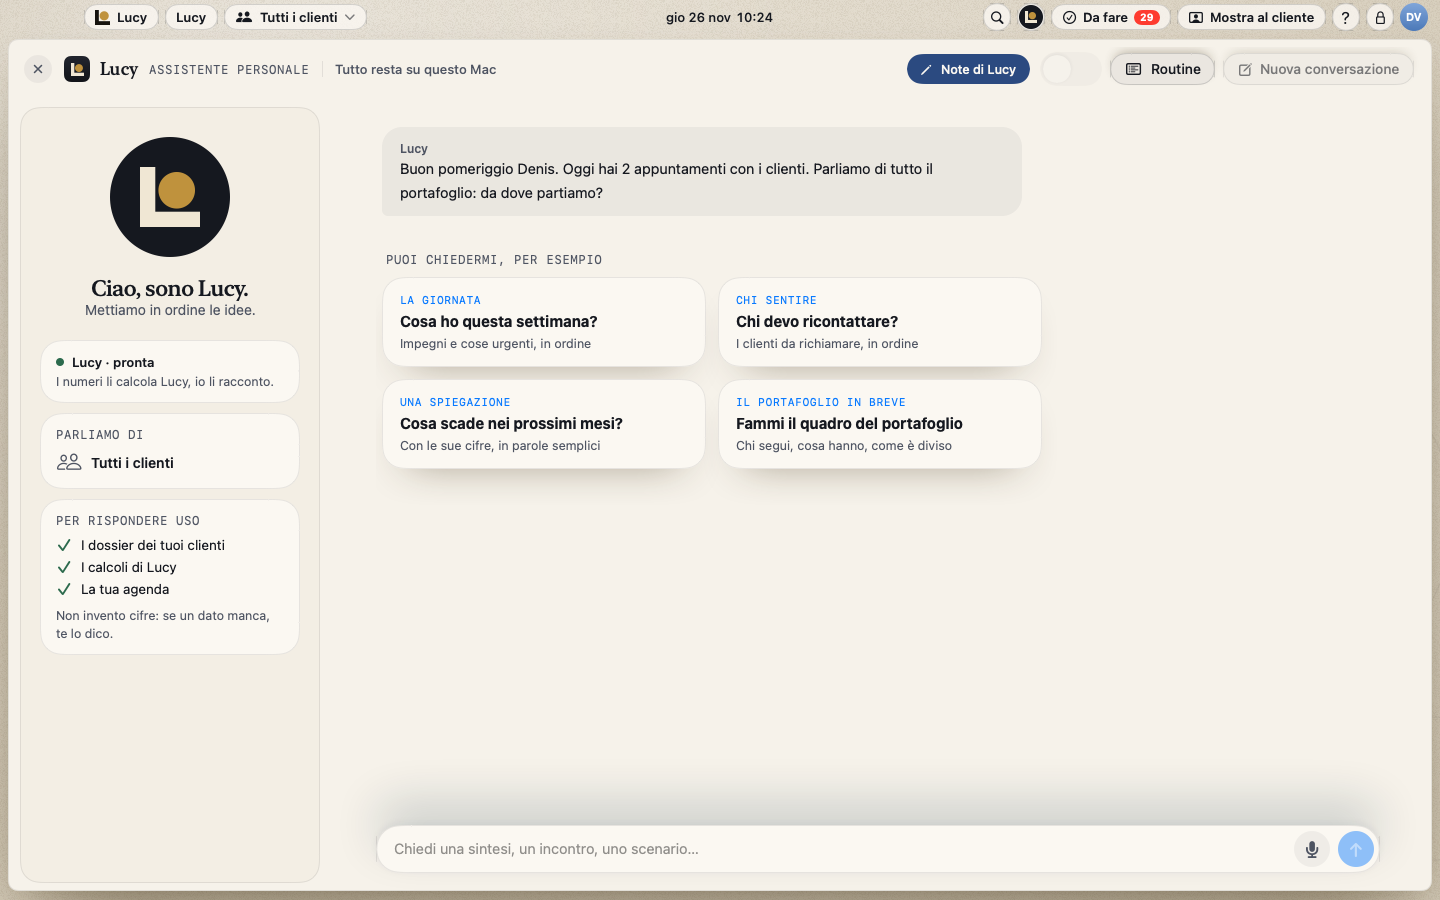 Lucy
Lucy
Tutti i clienti
gio 26 nov 10:24
Da fare 29
Mostra al cliente
?
DV
Lucy ASSISTENTE PERSONALE
Tutto resta su questo Mac
Note di Lucy
Routine
Nuova conversazione
Ciao, sono Lucy.
Mettiamo in ordine le idee.
Lucy · pronta
I numeri li calcola Lucy, io li racconto.
PARLIAMO DI
Tutti i clienti
PER RISPONDERE USO
I dossier dei tuoi clienti
I calcoli di Lucy
La tua agenda
Non invento cifre: se un dato manca,
te lo dico.
Lucy
Buon pomeriggio Denis. Oggi hai 2 appuntamenti con i clienti. Parliamo di tutto il
portafoglio: da dove partiamo?
PUOI CHIEDERMI, PER ESEMPIO
LA GIORNATA
Cosa ho questa settimana?
Impegni e cose urgenti, in ordine
CHI SENTIRE
Chi devo ricontattare?
I clienti da richiamare, in ordine
UNA SPIEGAZIONE
Cosa scade nei prossimi mesi?
Con le sue cifre, in parole semplici
IL PORTAFOGLIO IN BREVE
Fammi il quadro del portafoglio
Chi segui, cosa hanno, come è diviso
Chiedi una sintesi, un incontro, uno scenario...